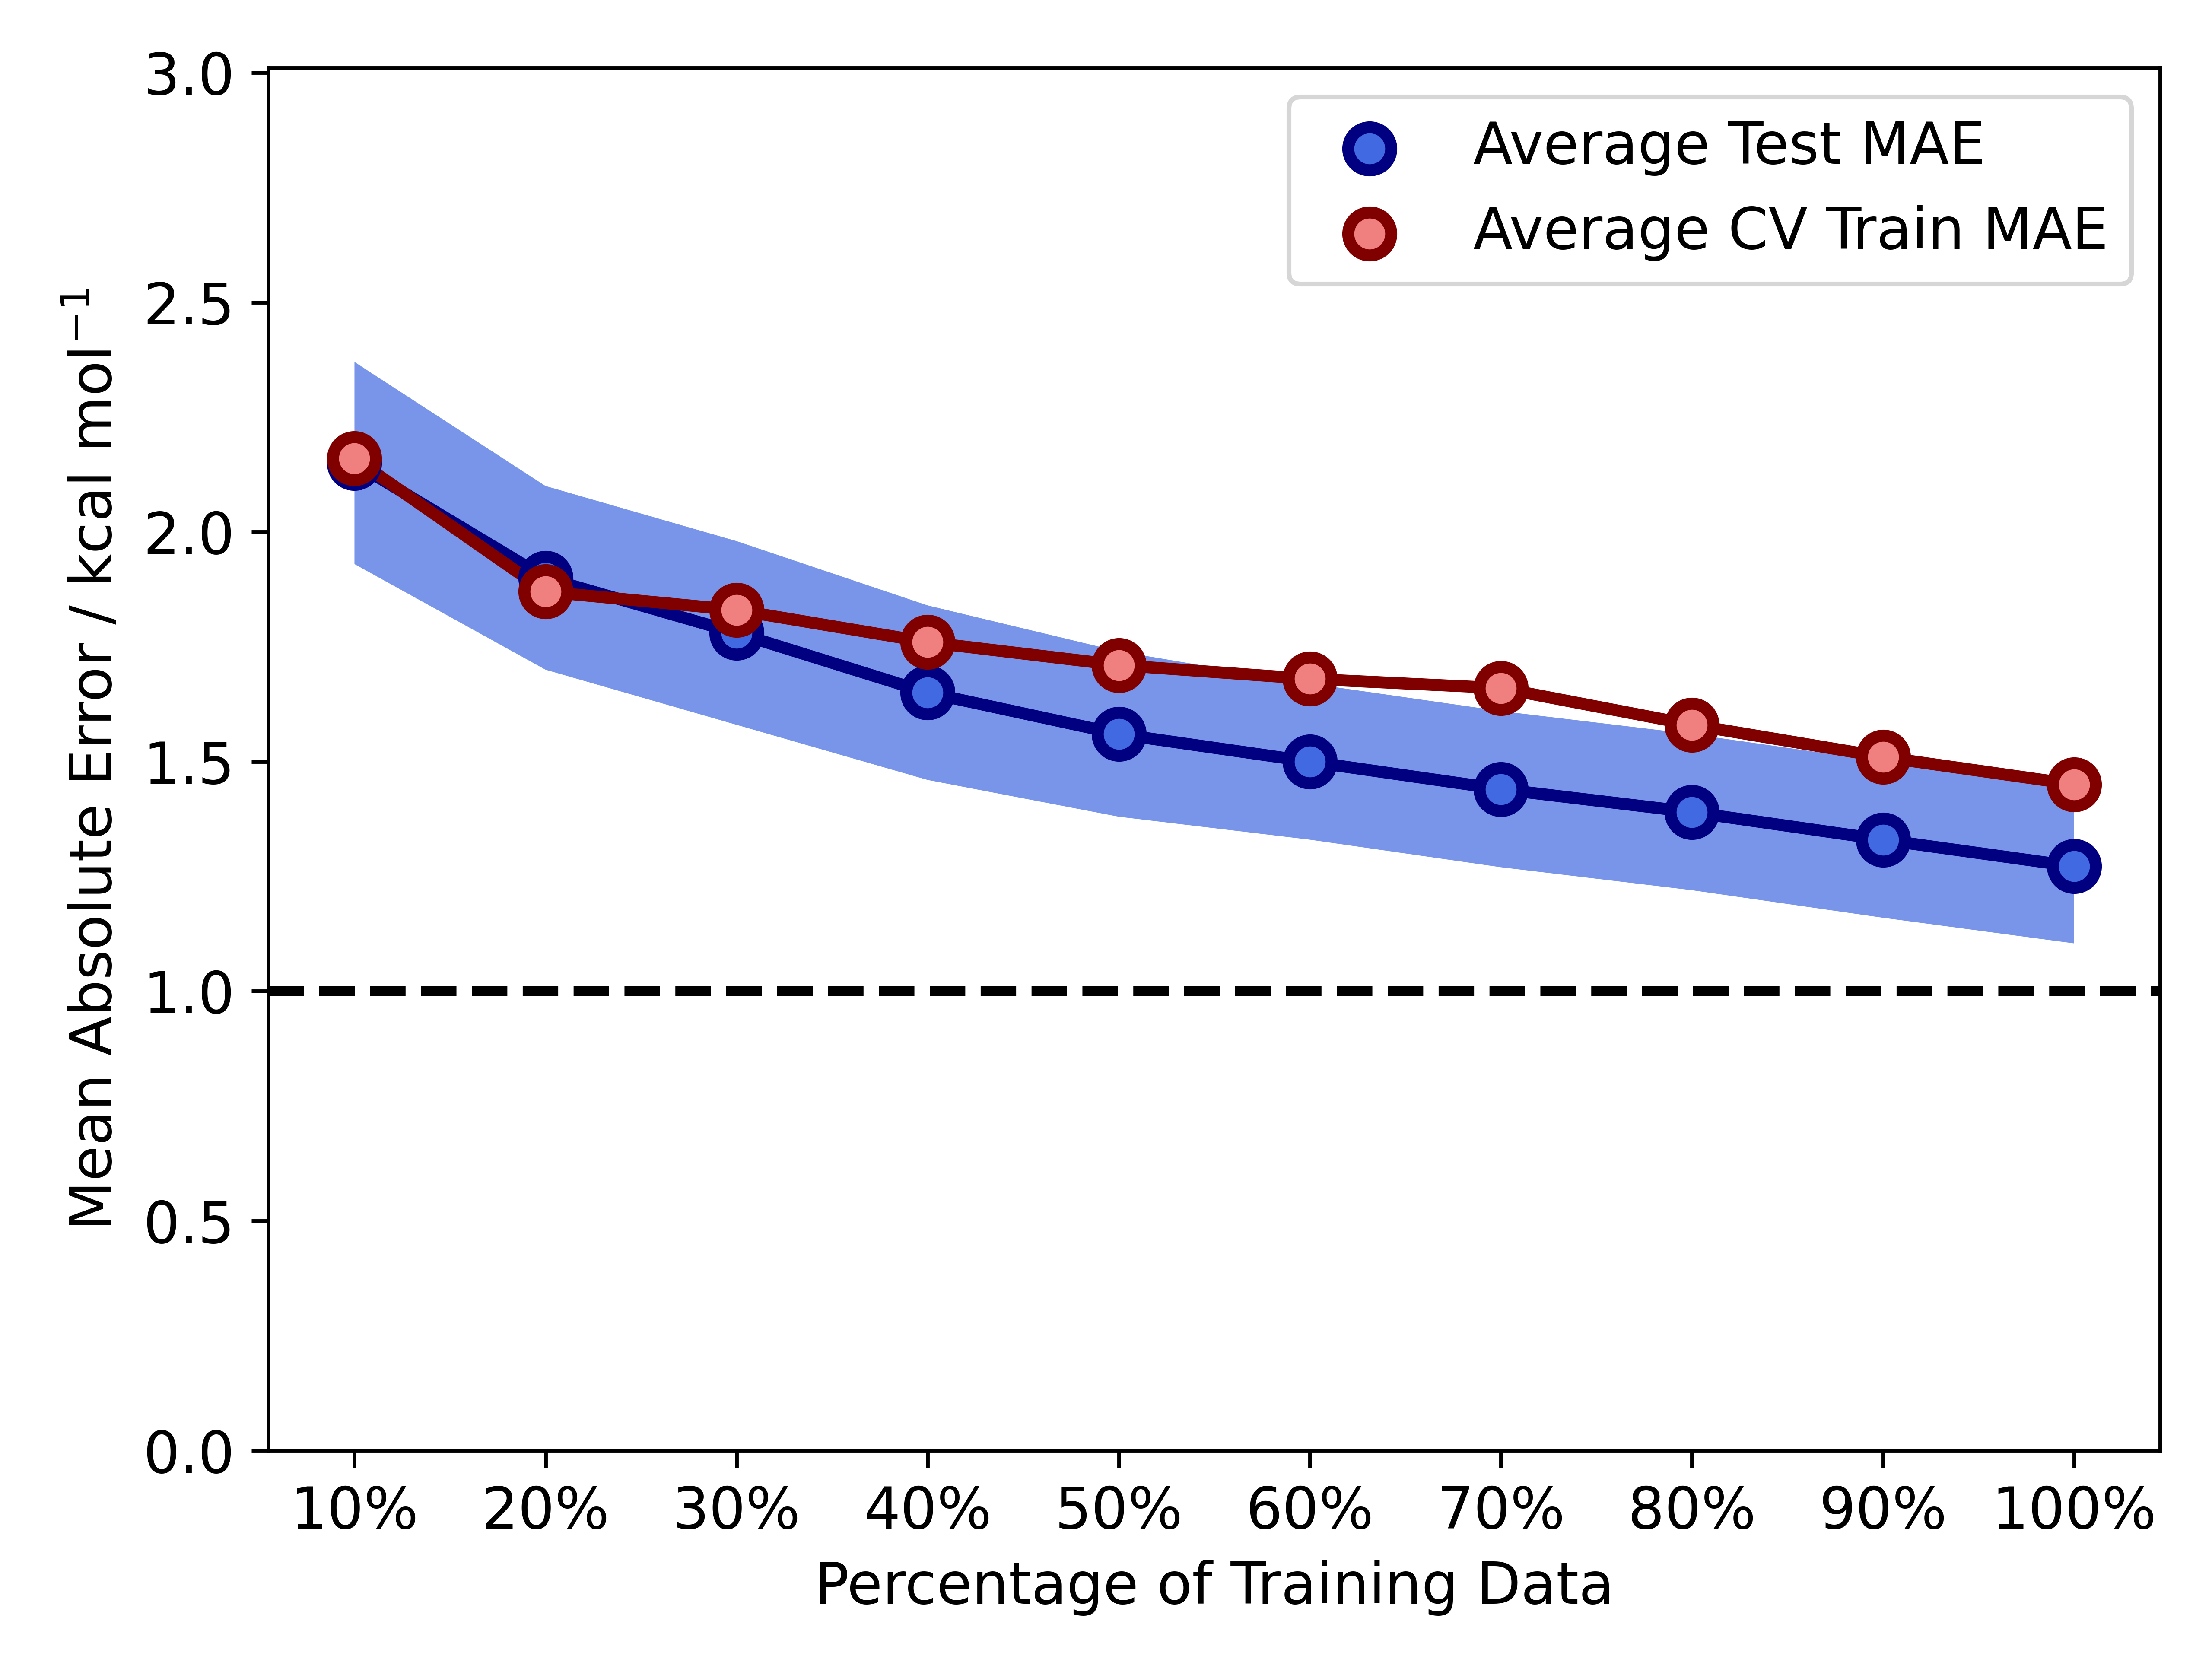 Mean Absolute Error / kcal mol⁻¹
3.0
2.5
2.0
1.5
1.0
0.5
0.0
Average Test MAE
Average CV Train MAE
10% 20% 30% 40% 50% 60% 70% 80% 90% 100%
Percentage of Training Data